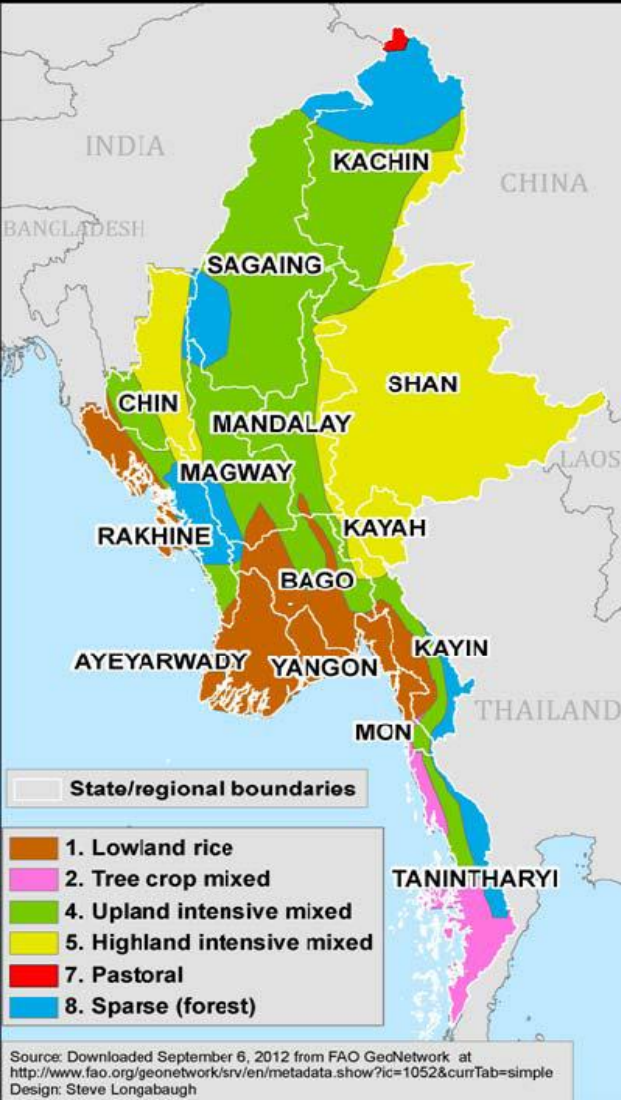 INDIA
KACHIN
CHINA
BANGLADESH
SAGAING
SHAN
CHIN
MANDALAY
LAOS
MAGWAY
RAKHINE
KAYAH
BAGO
KAYIN
AYEYARWADY
YANGON
THAILAND
MON
State/regional boundaries
1. Lowland rice
2. Tree crop mixed
TANINTHARYI
4. Upland intensive mixed
5. Highland intensive mixed
7. Pastoral
8. Sparse (forest)
Source: Downloaded September 6, 2012 from FAO GeoNetwork at
http://www.fao.org/geonetwork/srv/en/metadata.show?ic=1052&currTab=simple
Design: Steve Longabaugh